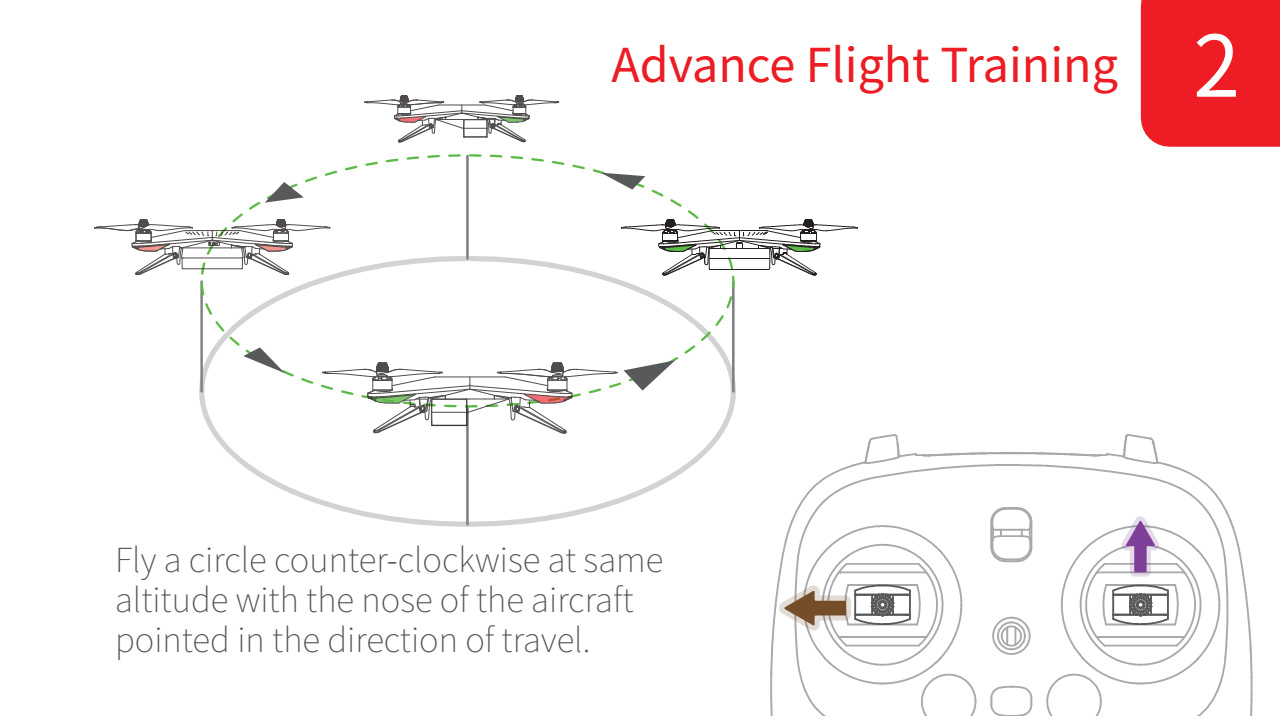 Advance Flight Training
2
Fly a circle counter-clockwise at same
altitude with the nose of the aircraft
pointed in the direction of travel.